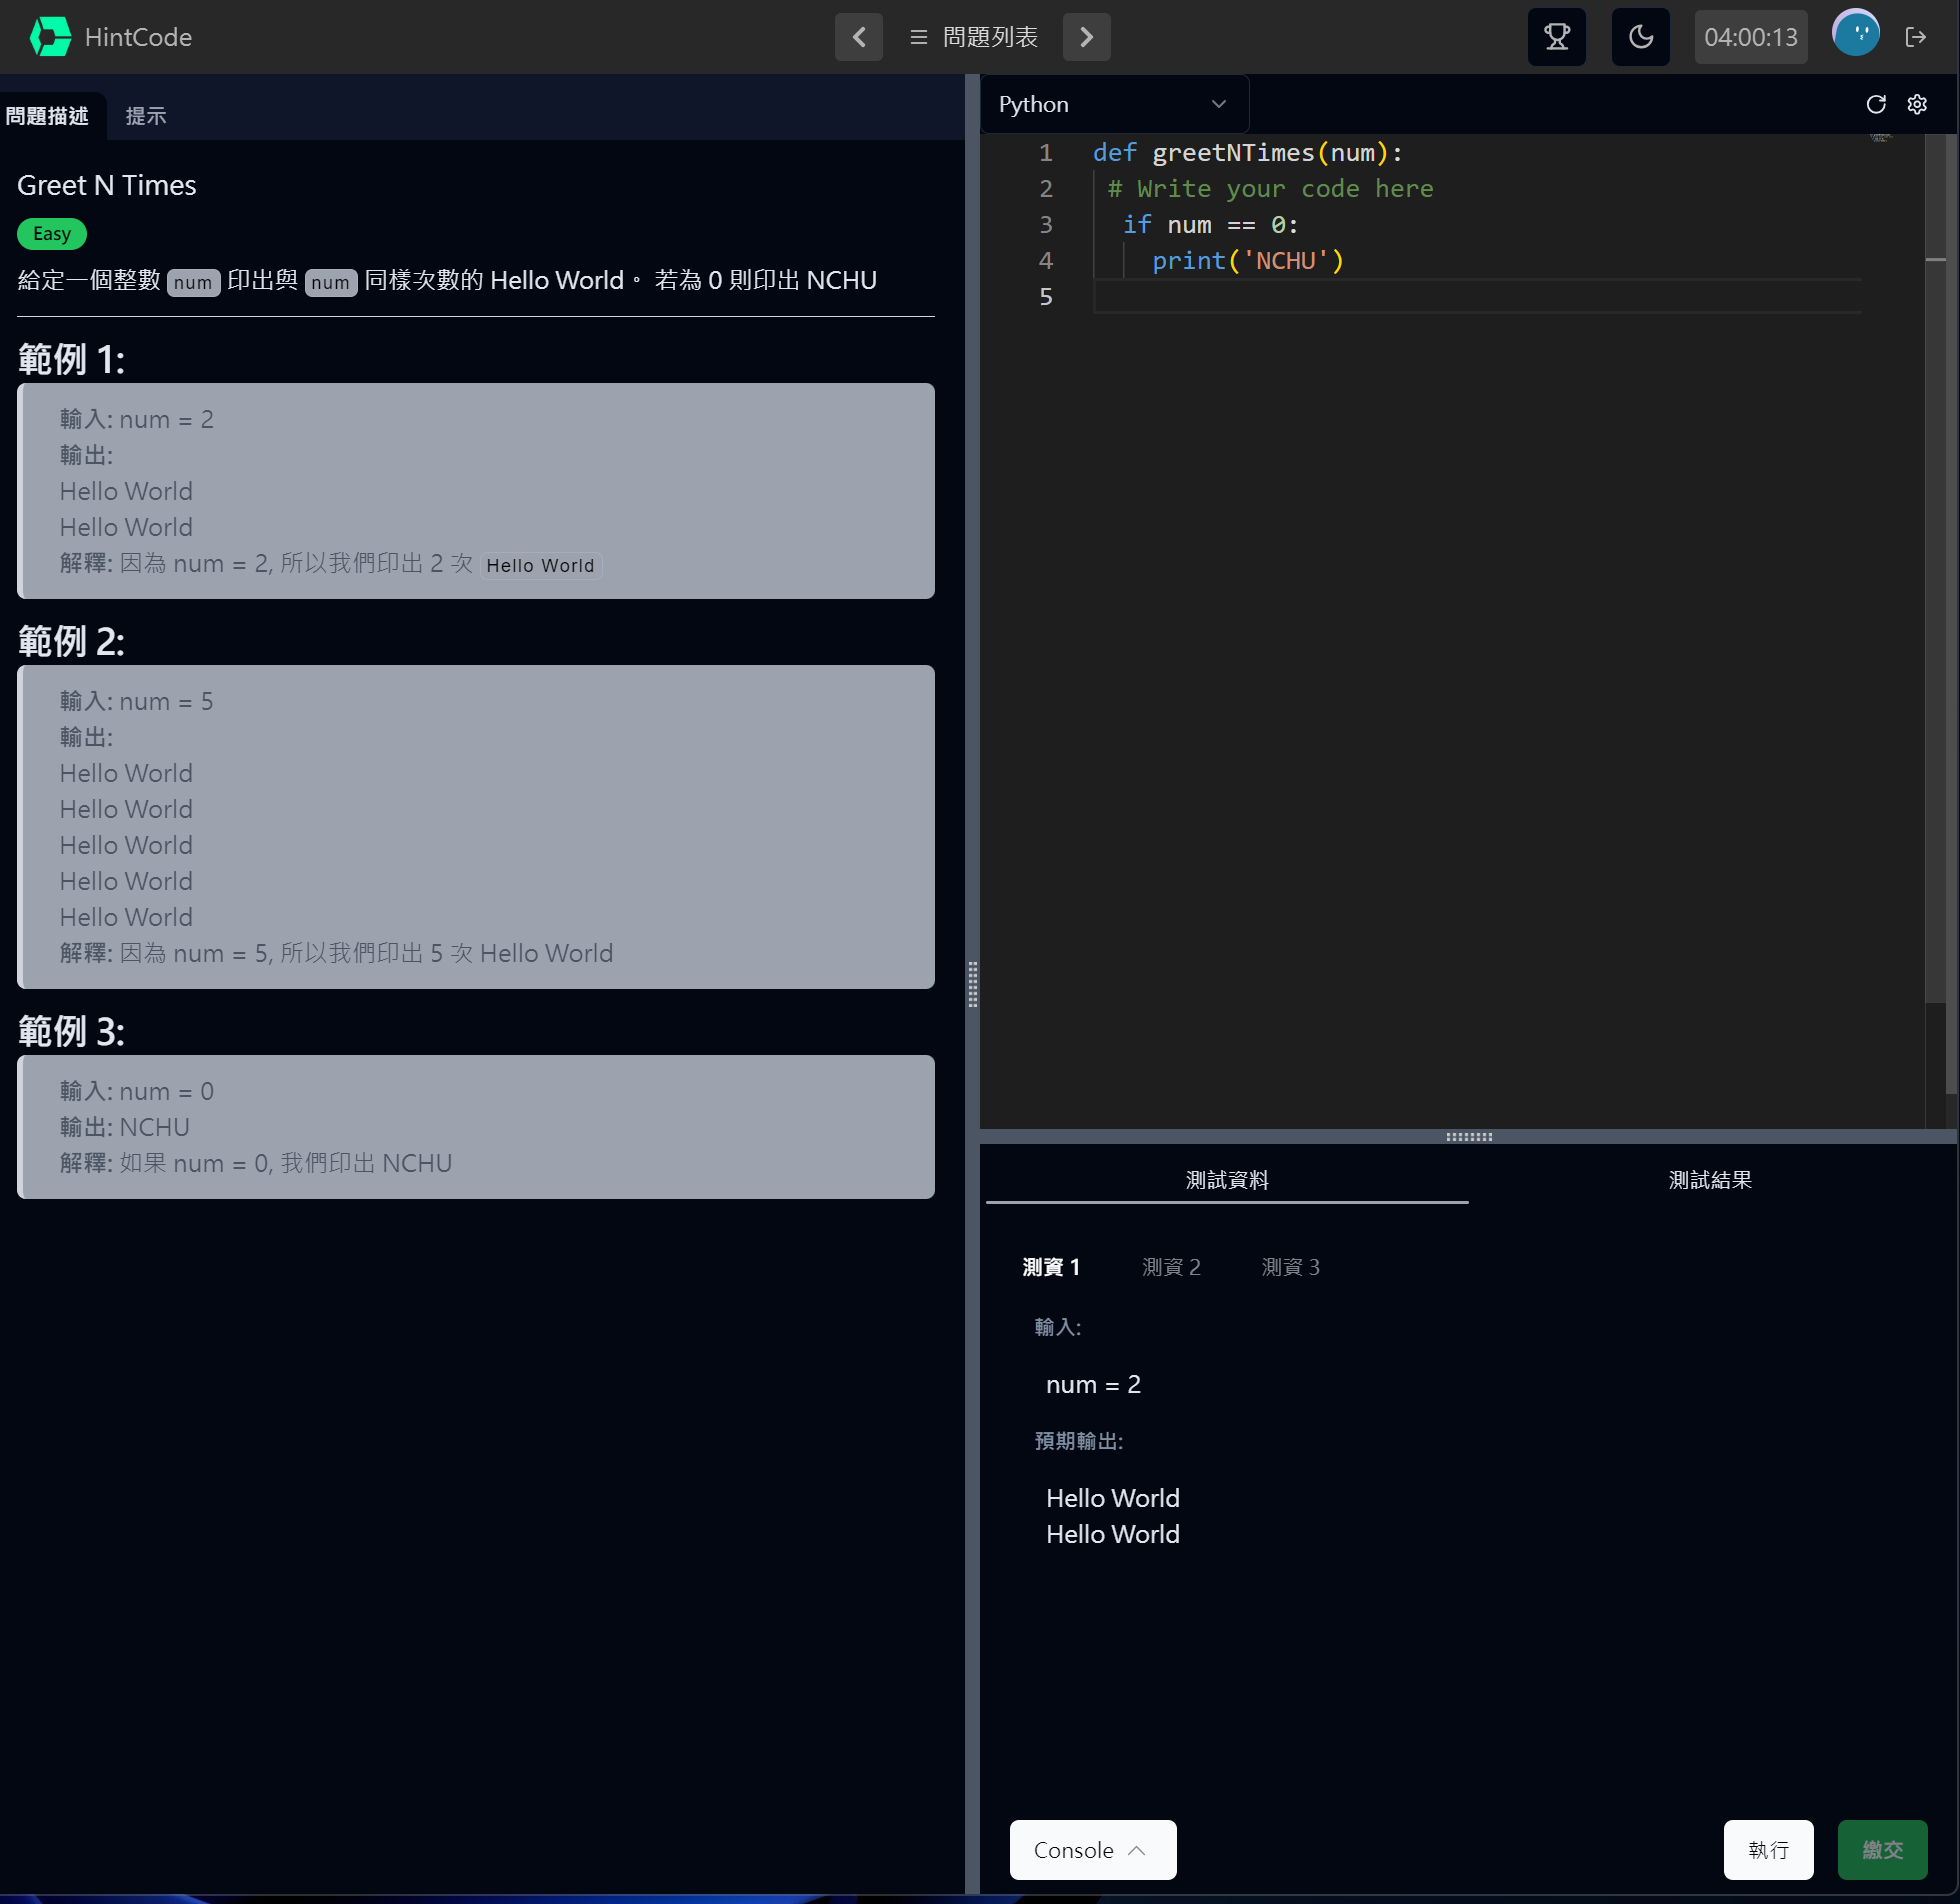 HintCode
問題列表
04:00:13
問題描述 提示
Greet N Times
Easy
給定一個整數 num 印出與 num 同樣次數的 Hello World。 若為 0 則印出 NCHU
範例 1:
輸入: num = 2
輸出:
Hello World
Hello World
解釋: 因為 num = 2, 所以我們印出 2 次 Hello World
範例 2:
輸入: num = 5
輸出:
Hello World
Hello World
Hello World
Hello World
Hello World
解釋: 因為 num = 5, 所以我們印出 5 次 Hello World
範例 3:
輸入: num = 0
輸出: NCHU
解釋: 如果 num = 0, 我們印出 NCHU
Python
1 def greetNTimes(num):
2 # Write your code here
3 if num == 0:
4 print('NCHU')
5
測試資料 測試結果
測資 1 測資 2 測資 3
輸入:
num = 2
預期輸出:
Hello World
Hello World
Console 執行 繳交